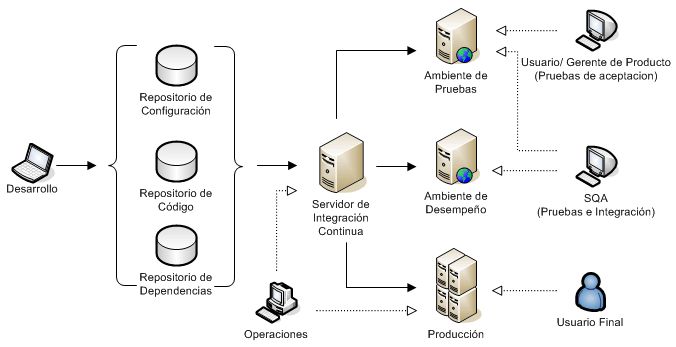 Desarrollo
Repositorio de
Configuración
Repositorio de
Código
Repositorio de
Dependencias
Servidor de
Integración
Continua
Operaciones
Ambiente de
Pruebas
Ambiente de
Desempeño
Producción
Usuario/ Gerente de Producto
(Pruebas de aceptacion)
SQA
(Pruebas e Integración)
Usuario Final